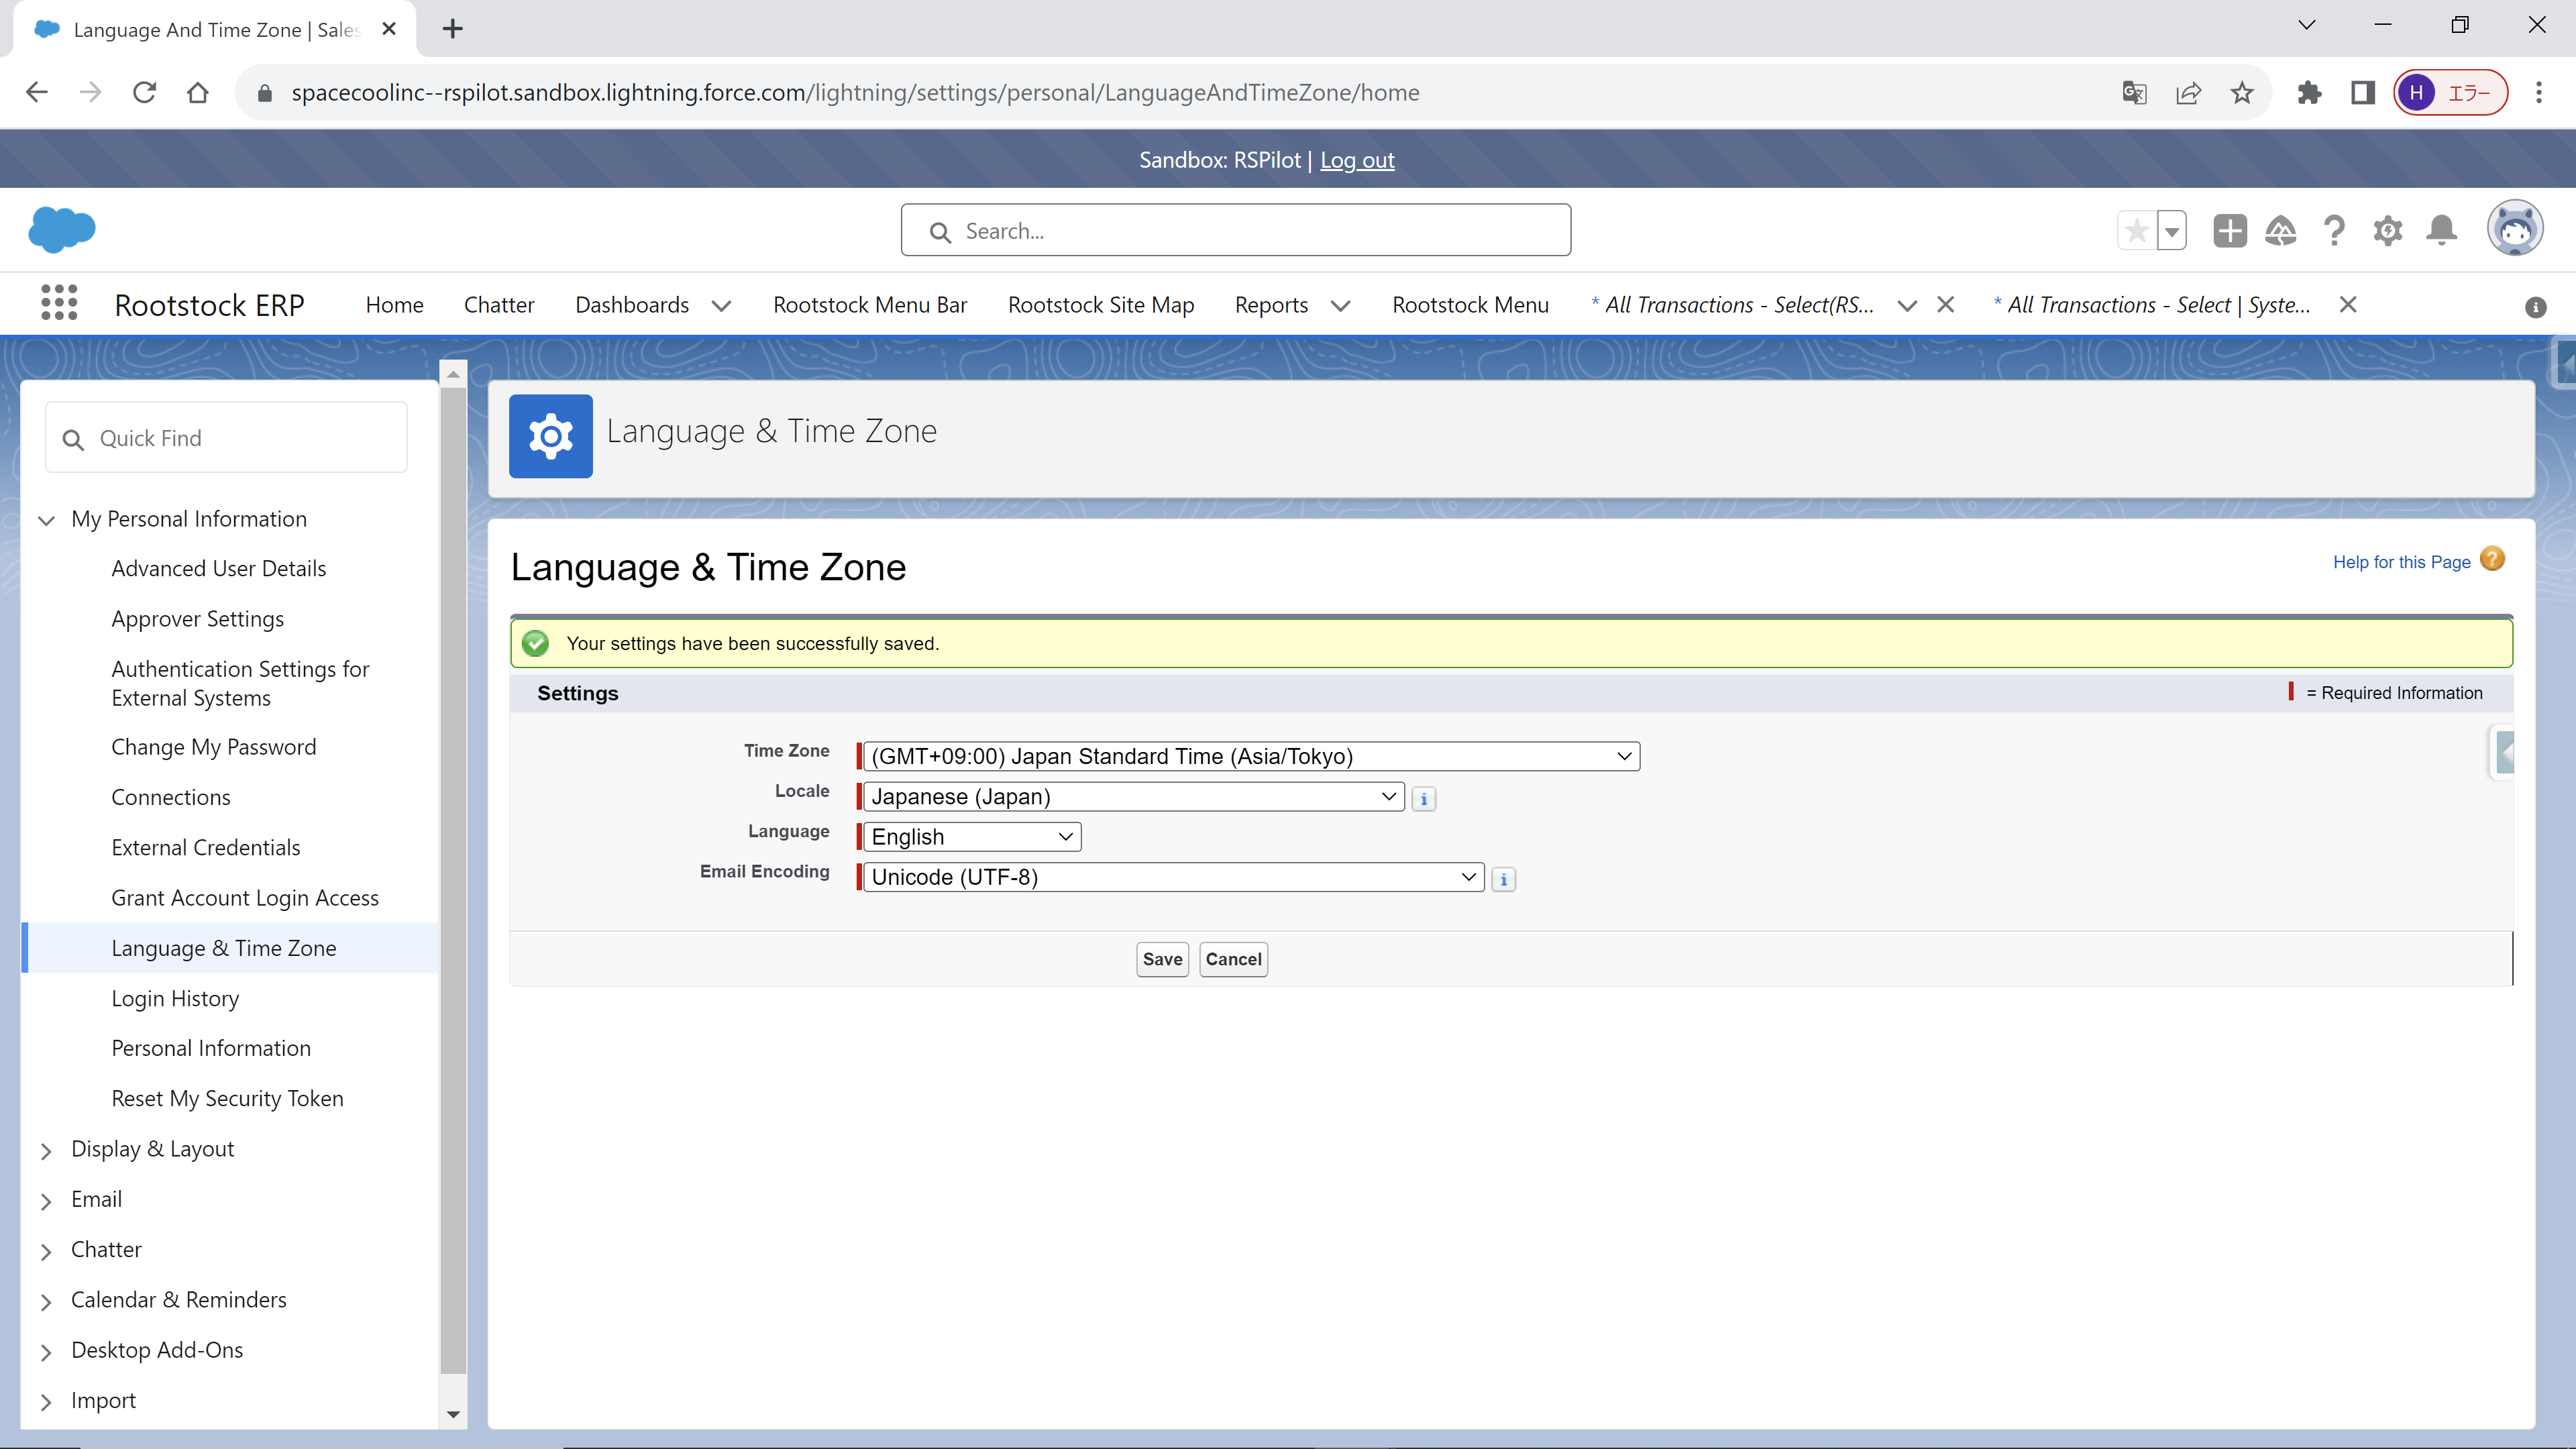 Language And Time Zone | Sales
spacecoolinc--rspilot.sandbox.lightning.force.com/lightning/settings/personal/LanguageAndTimeZone/home
H エラー
Sandbox: RSPilot | Log out
Search...
Rootstock ERP Home Chatter Dashboards Rootstock Menu Bar Rootstock Site Map Reports Rootstock Menu * All Transactions - Select(RS... * All Transactions - Select | Syste...
Quick Find
My Personal Information
Advanced User Details
Approver Settings
Authentication Settings for
External Systems
Change My Password
Connections
External Credentials
Grant Account Login Access
Language & Time Zone
Login History
Personal Information
Reset My Security Token
Display & Layout
Email
Chatter
Calendar & Reminders
Desktop Add-Ons
Import
Language & Time Zone
Language & Time Zone
Help for this Page
Your settings have been successfully saved.
Settings
= Required Information
Time Zone (GMT+09:00) Japan Standard Time (Asia/Tokyo)
Locale Japanese (Japan)
Language English
Email Encoding Unicode (UTF-8)
Save Cancel